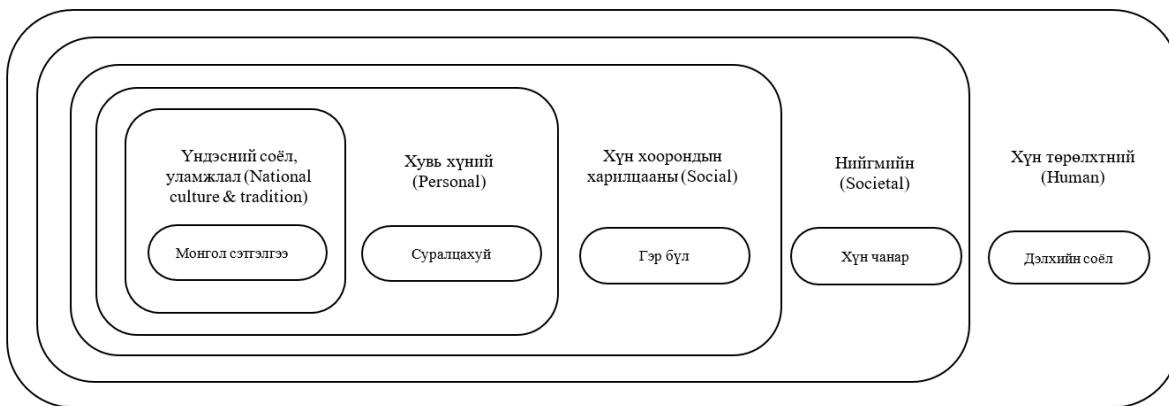 Үндэсний соёл,
уламжлал (National
culture & tradition)
Монгол сэтгэлгээ
Хувь хүний
(Personal)
Суралцахуй
Хүн хоорондын
харилцааны (Social)
Гэр бүл
Нийгмийн
(Societal)
Хүн чанар
Хүн төрөлхтний
(Human)
Дэлхийн соёл